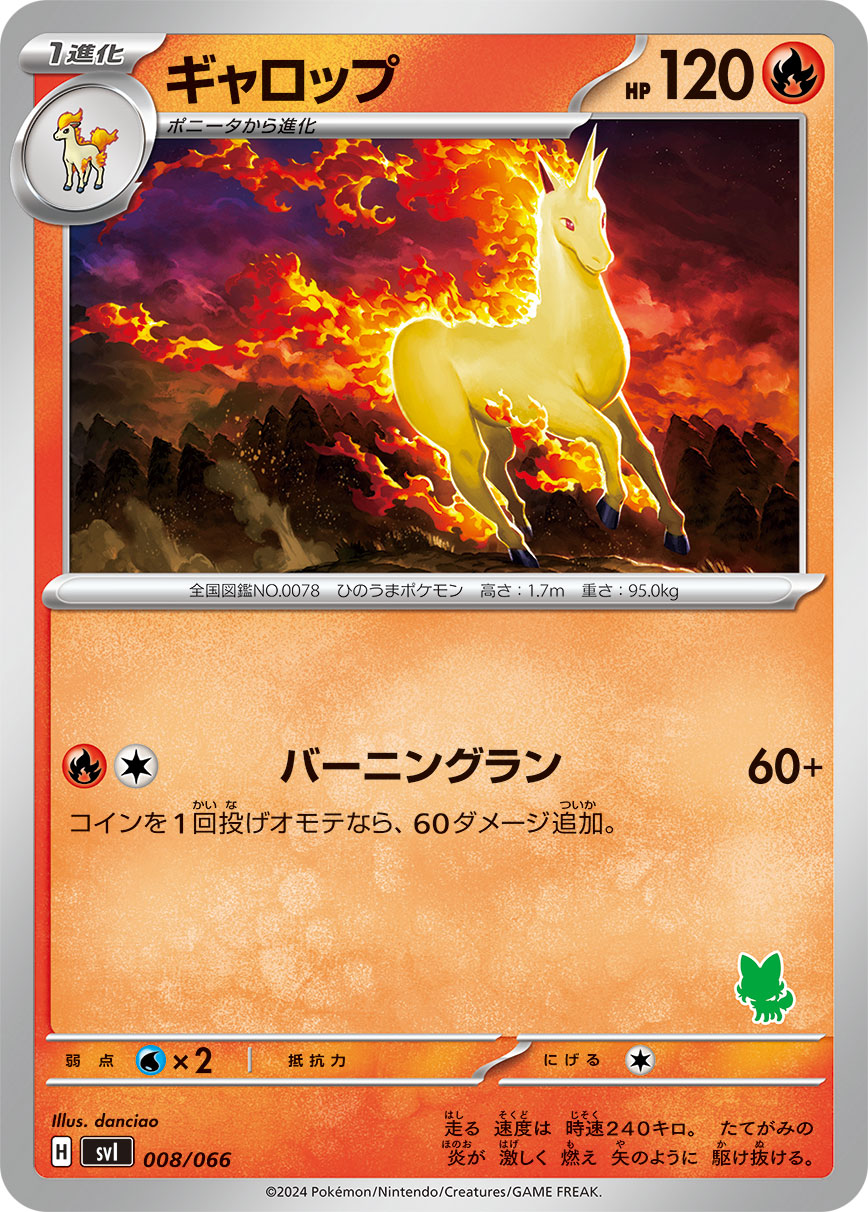 1進化
ギャロップ
HP 120
ポニータから進化
全国図鑑NO.0078 ひのうまポケモン 高さ:1.7m 重さ:95.0kg
バーニングラン 60+
コインを1回投げオモテなら、60ダメージ追加。
弱点 ×2 抵抗力 にげる
Illus. danciao
H svI 008/066
走る 速度は 時速240キロ。 たてがみの
炎が 激しく 燃え 矢のように 駆け抜ける。
©2024 Pokémon/Nintendo/Creatures/GAME FREAK.